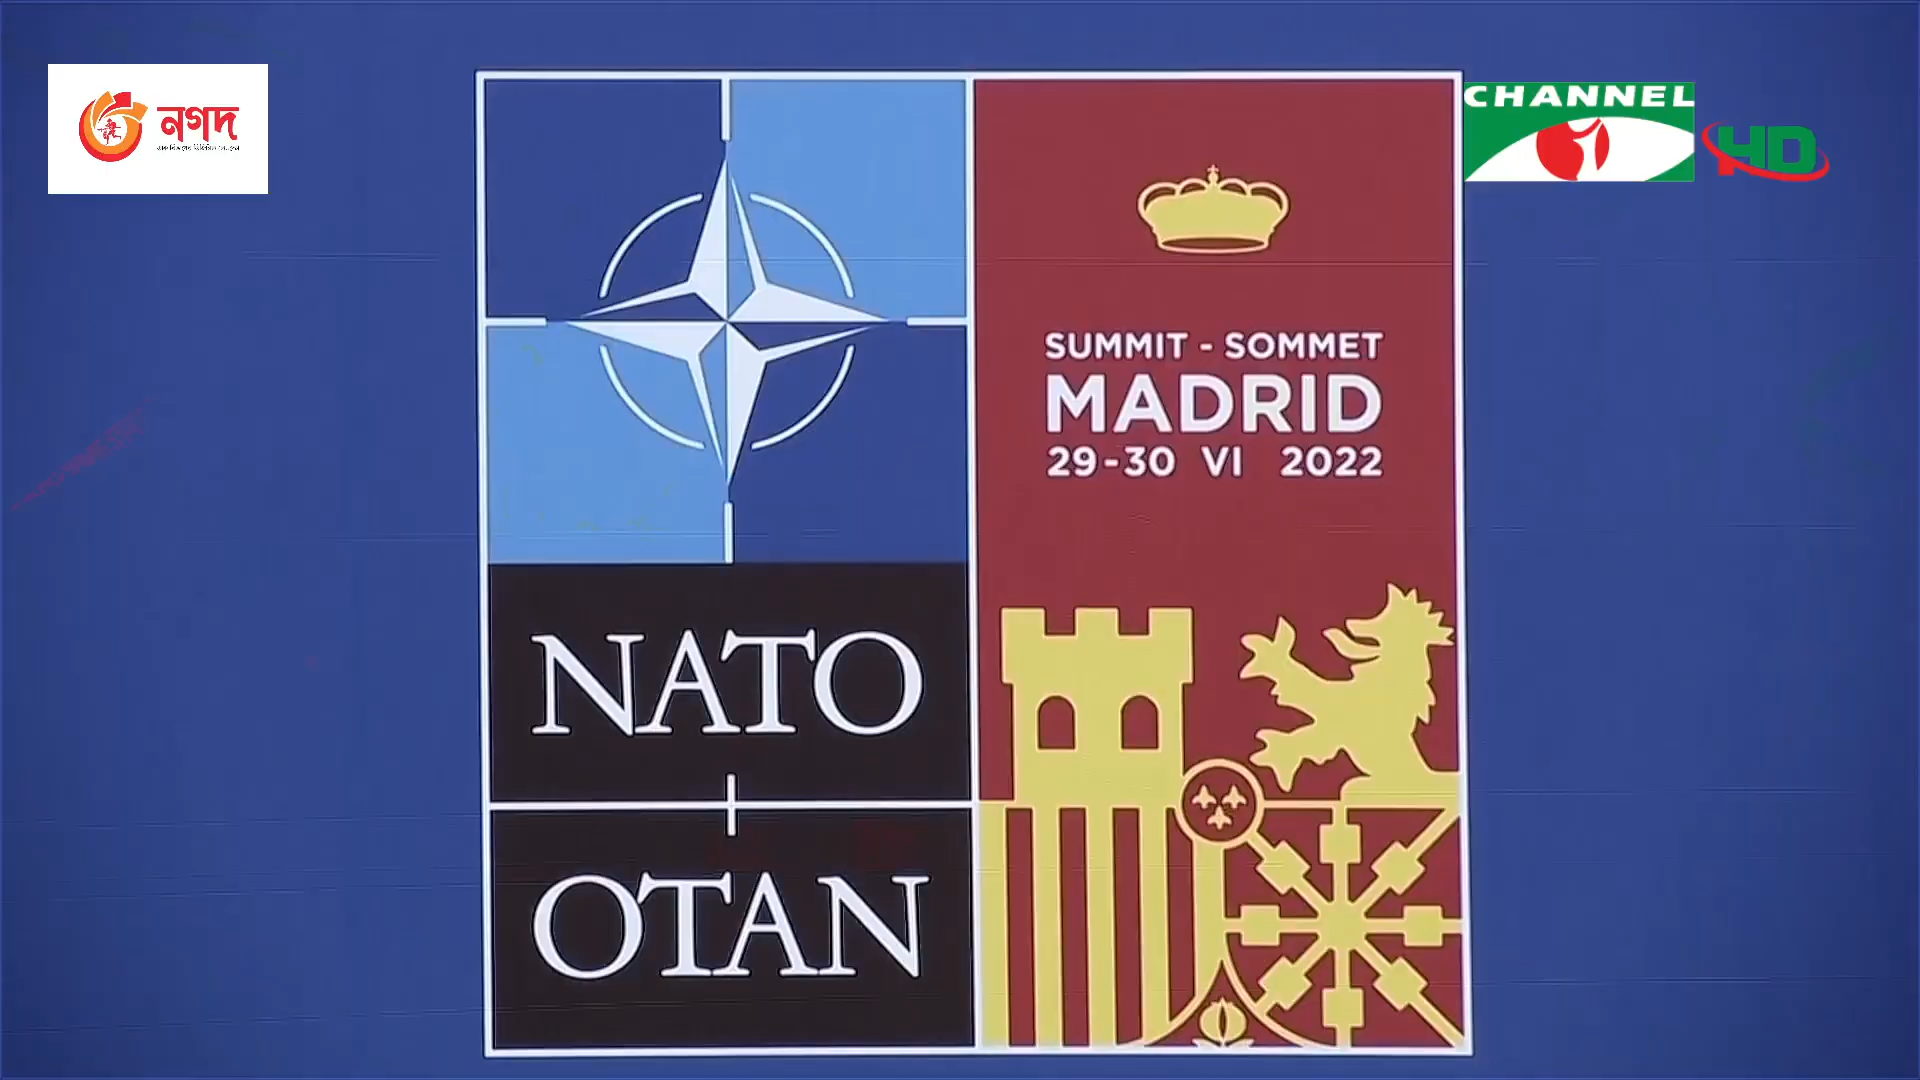 নগদ
CHANNEL
HD
SUMMIT - SOMMET
MADRID
29-30 VI 2022
NATO
OTAN